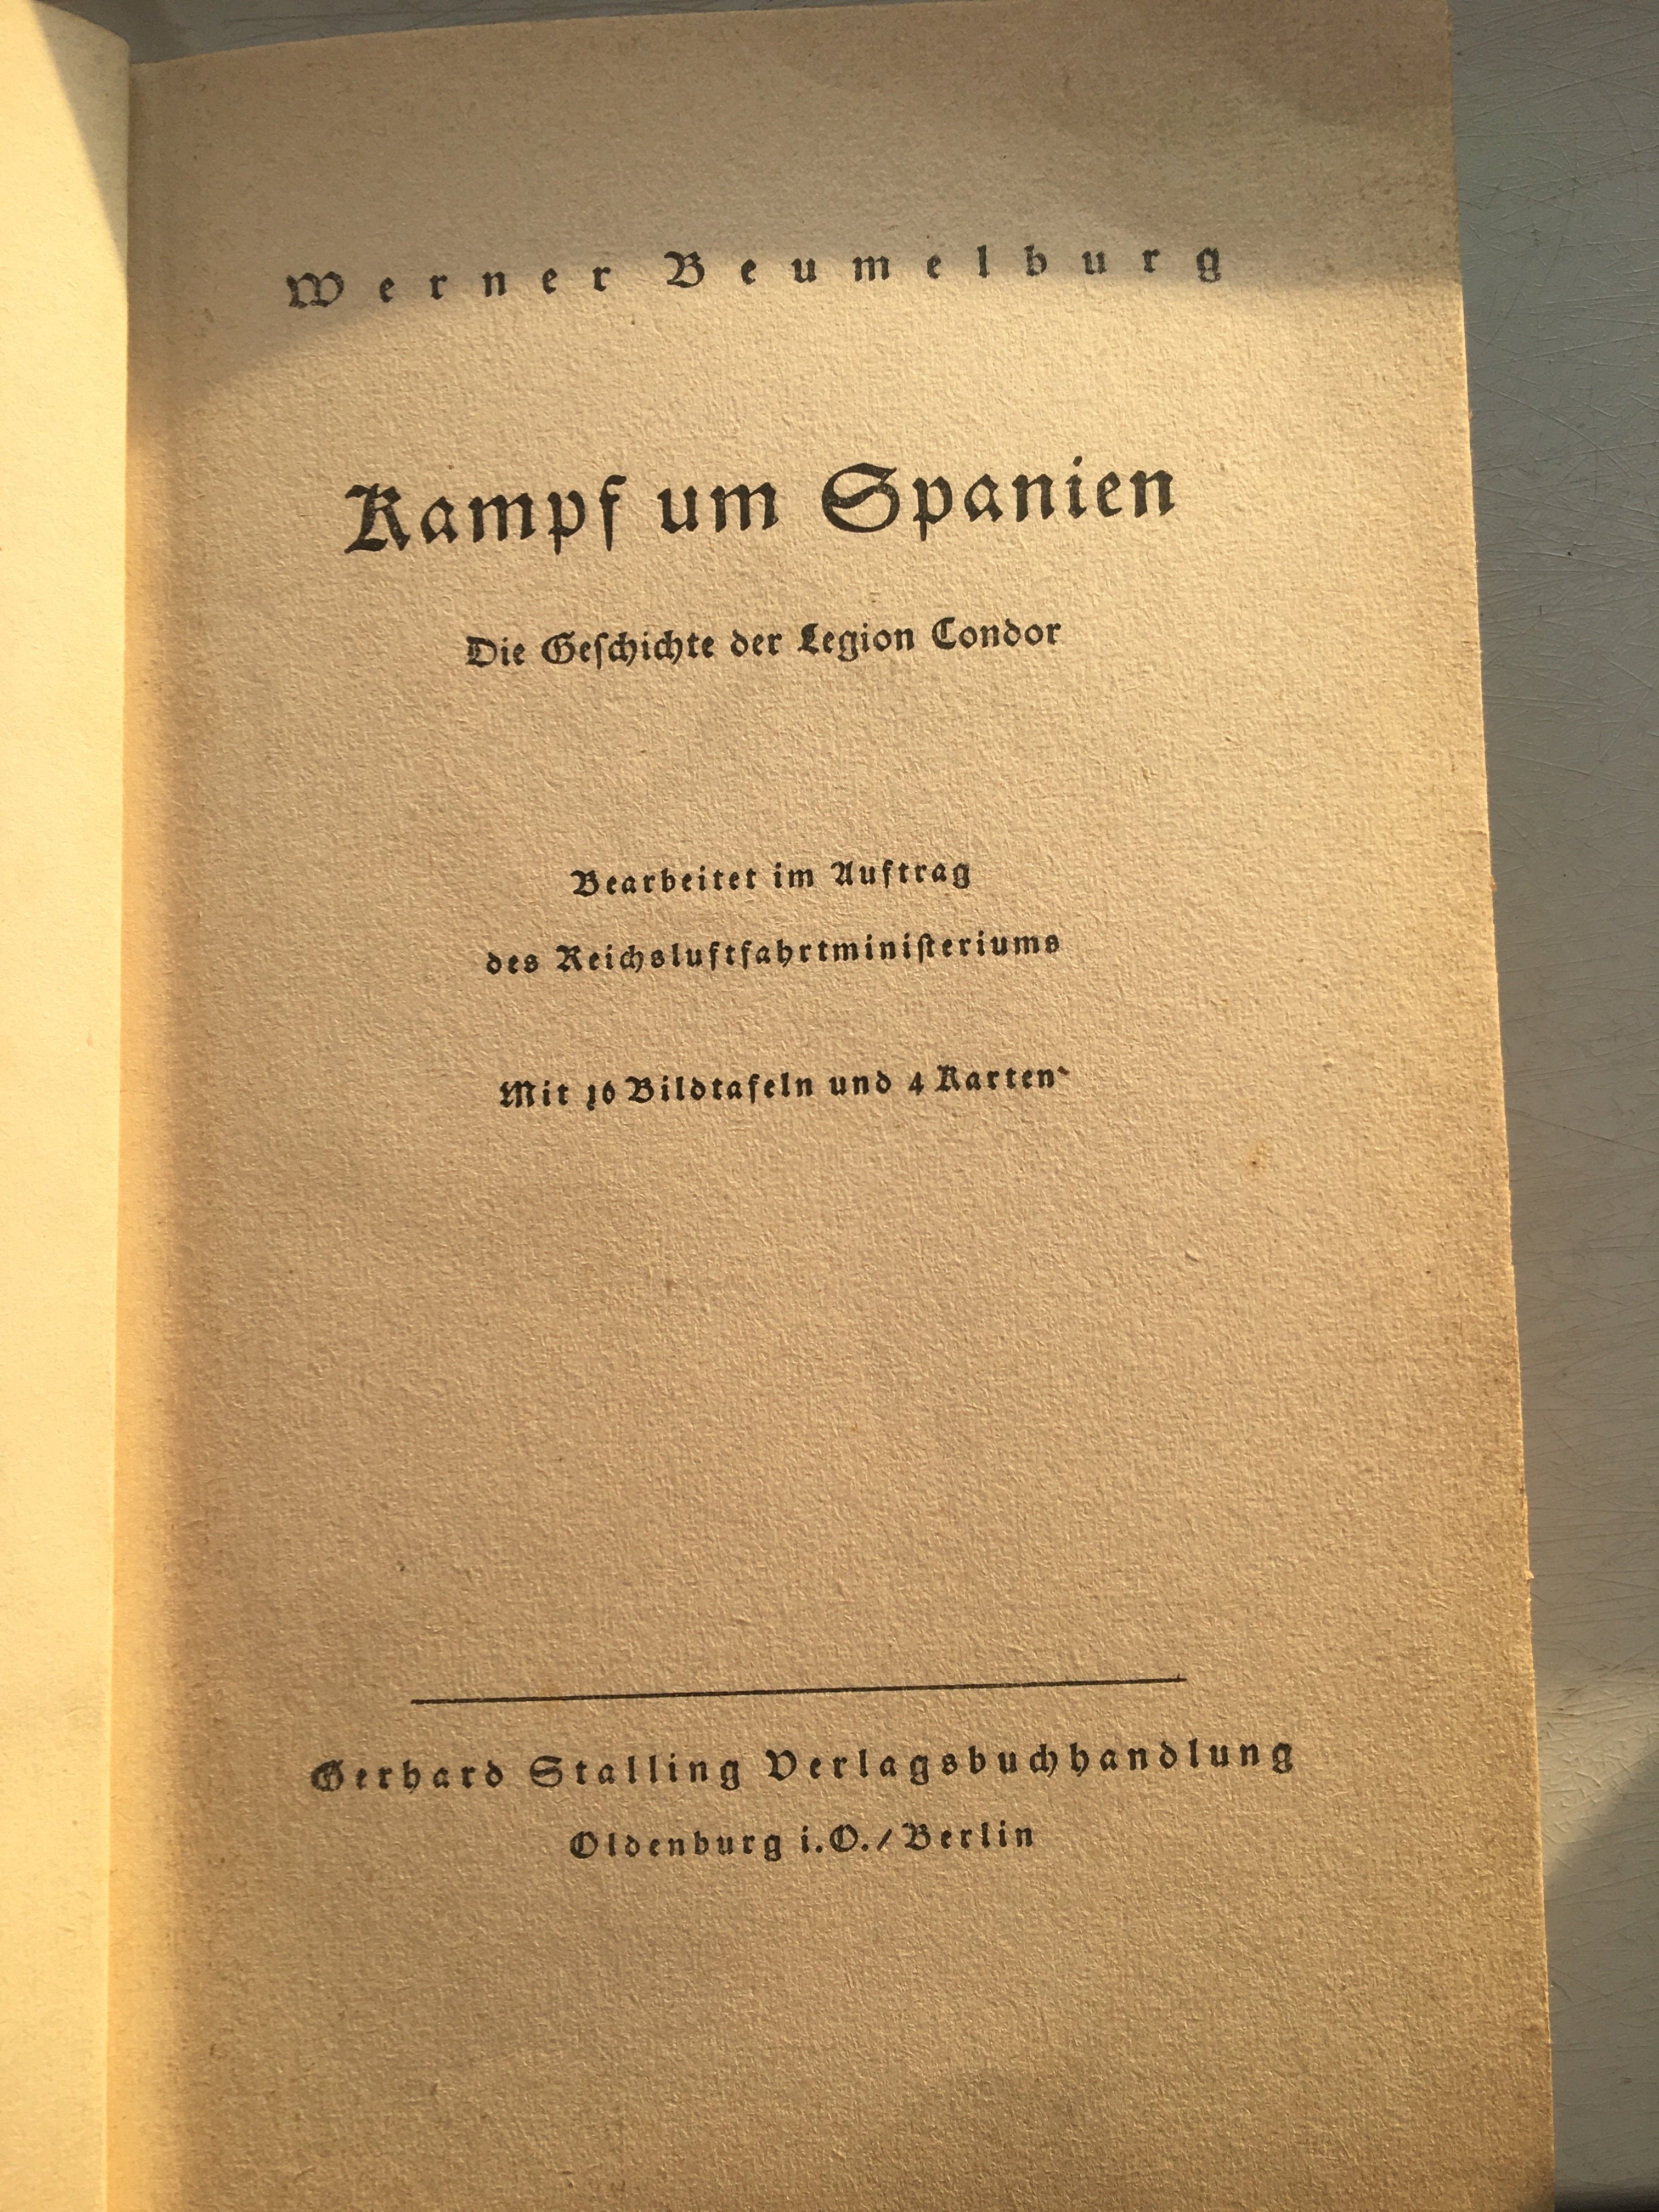 Werner Beumelburg
Kampf um Spanien
Die Geſchichte der Legion Condor
Bearbeitet im Auftrag
des Reichsluftfahrtminiſteriums
Mit 16 Bildtafeln und 4 Karten
Gerhard Stalling Verlagsbuchhandlung
Oldenburg i.O./Berlin